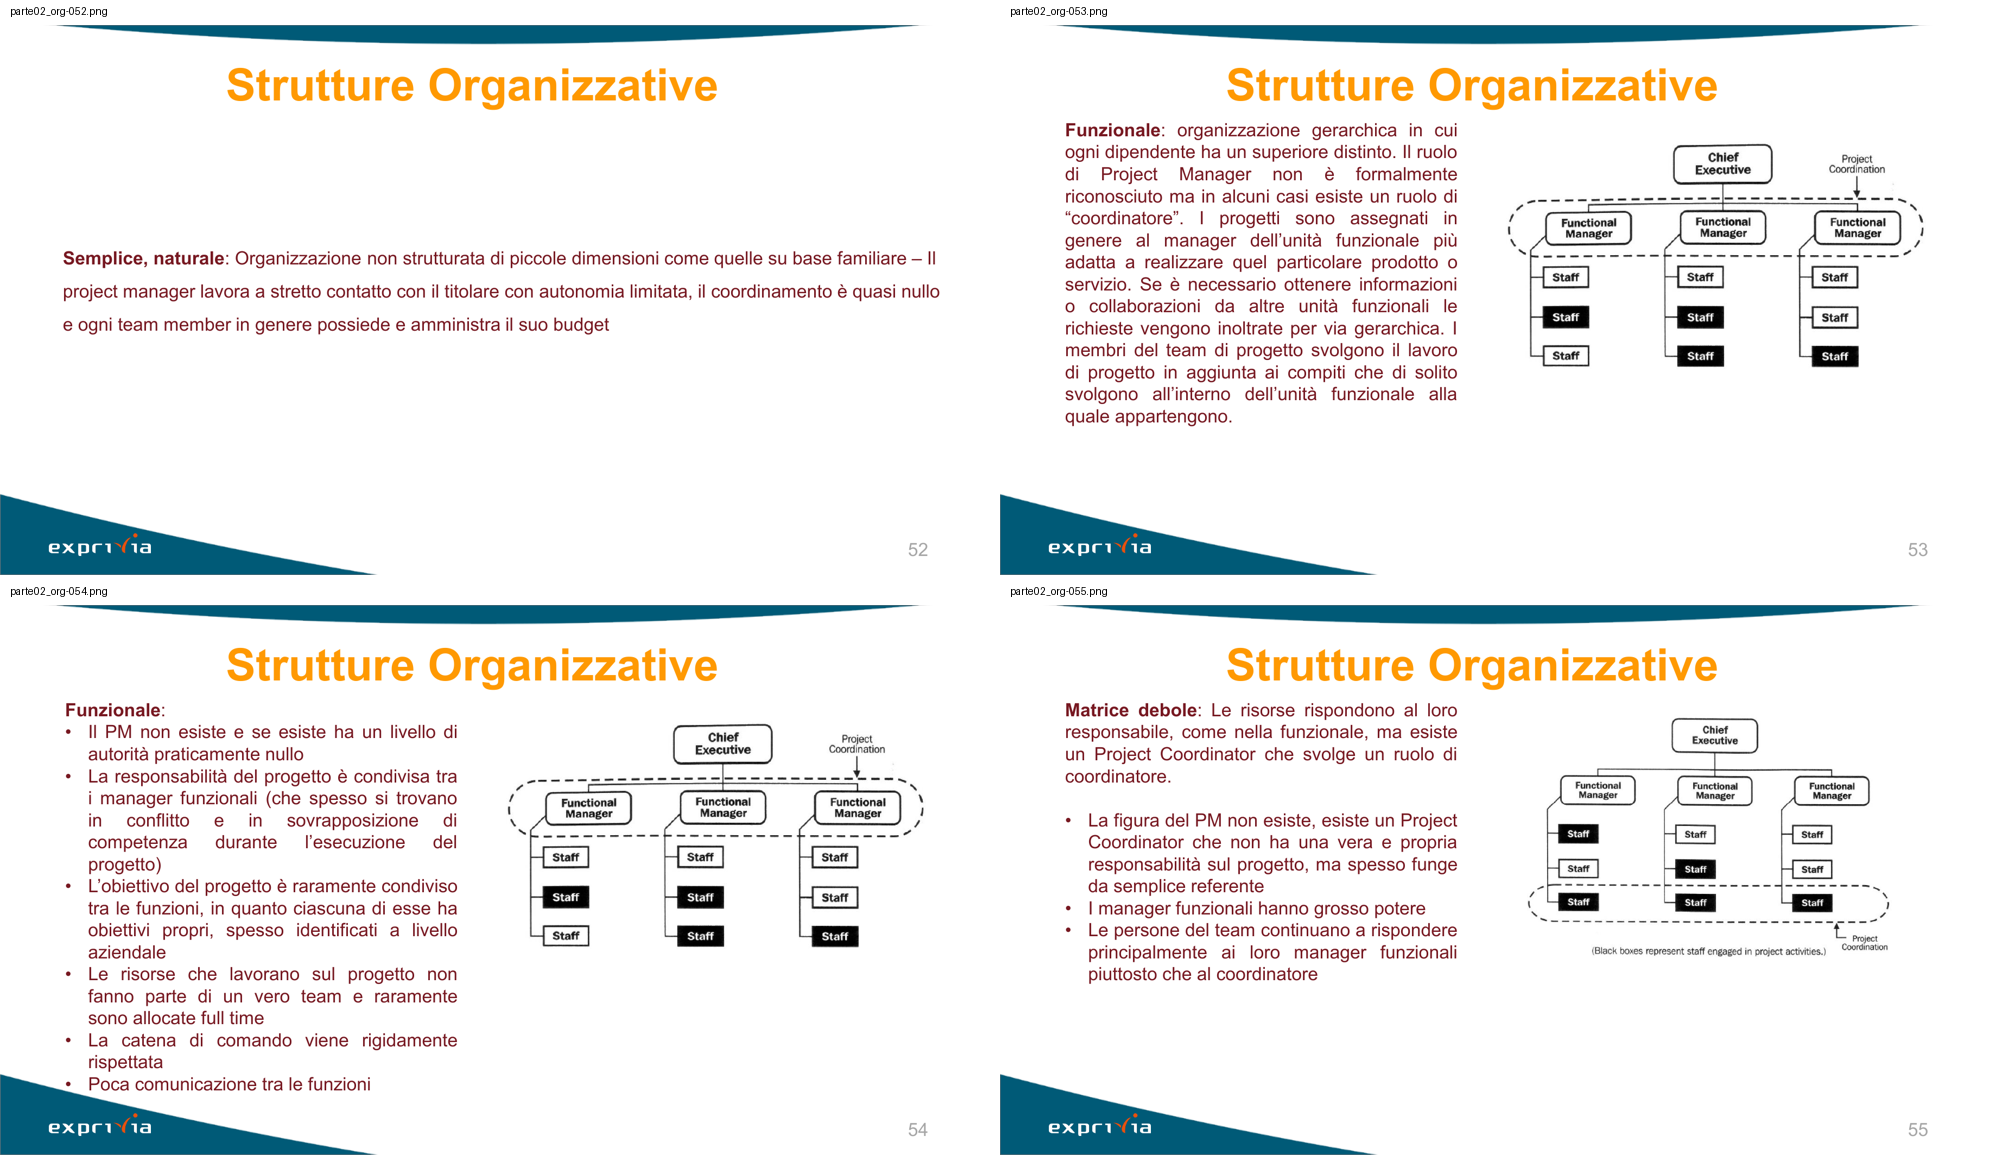 parte02_org-052.png
Strutture Organizzative
Semplice, naturale: Organizzazione non strutturata di piccole dimensioni come quelle su base familiare – Il
project manager lavora a stretto contatto con il titolare con autonomia limitata, il coordinamento è quasi nullo
e ogni team member in genere possiede e amministra il suo budget
exprivia
52
parte02_org-053.png
Strutture Organizzative
Funzionale: organizzazione gerarchica in cui
ogni dipendente ha un superiore distinto. Il ruolo
di Project Manager non è formalmente
riconosciuto ma in alcuni casi esiste un ruolo di
“coordinatore”. I progetti sono assegnati in
genere al manager dell’unità funzionale più
adatta a realizzare quel particolare prodotto o
servizio. Se è necessario ottenere informazioni
o collaborazioni da altre unità funzionali le
richieste vengono inoltrate per via gerarchica. I
membri del team di progetto svolgono il lavoro
di progetto in aggiunta ai compiti che di solito
svolgono all’interno dell’unità funzionale alla
quale appartengono.
Chief
Executive
Project
Coordination
Functional
Manager
Functional
Manager
Functional
Manager
Staff
Staff
Staff
Staff
Staff
Staff
Staff
Staff
Staff
exprivia
53
parte02_org-054.png
Strutture Organizzative
Funzionale:
• Il PM non esiste e se esiste ha un livello di
autorità praticamente nullo
• La responsabilità del progetto è condivisa tra
i manager funzionali (che spesso si trovano
in conflitto e in sovrapposizione di
competenza durante l’esecuzione del
progetto)
• L’obiettivo del progetto è raramente condiviso
tra le funzioni, in quanto ciascuna di esse ha
obiettivi propri, spesso identificati a livello
aziendale
• Le risorse che lavorano sul progetto non
fanno parte di un vero team e raramente
sono allocate full time
• La catena di comando viene rigidamente
rispettata
• Poca comunicazione tra le funzioni
Chief
Executive
Project
Coordination
Functional
Manager
Functional
Manager
Functional
Manager
Staff
Staff
Staff
Staff
Staff
Staff
Staff
Staff
Staff
exprivia
54
parte02_org-055.png
Strutture Organizzative
Matrice debole: Le risorse rispondono al loro
responsabile, come nella funzionale, ma esiste
un Project Coordinator che svolge un ruolo di
coordinatore.
• La figura del PM non esiste, esiste un Project
Coordinator che non ha una vera e propria
responsabilità sul progetto, ma spesso funge
da semplice referente
• I manager funzionali hanno grosso potere
• Le persone del team continuano a rispondere
principalmente ai loro manager funzionali
piuttosto che al coordinatore
Chief
Executive
Functional
Manager
Functional
Manager
Functional
Manager
Staff
Staff
Staff
Staff
Staff
Staff
Staff
Staff
Staff
(Black boxes represent staff engaged in project activities.)
Project
Coordination
exprivia
55